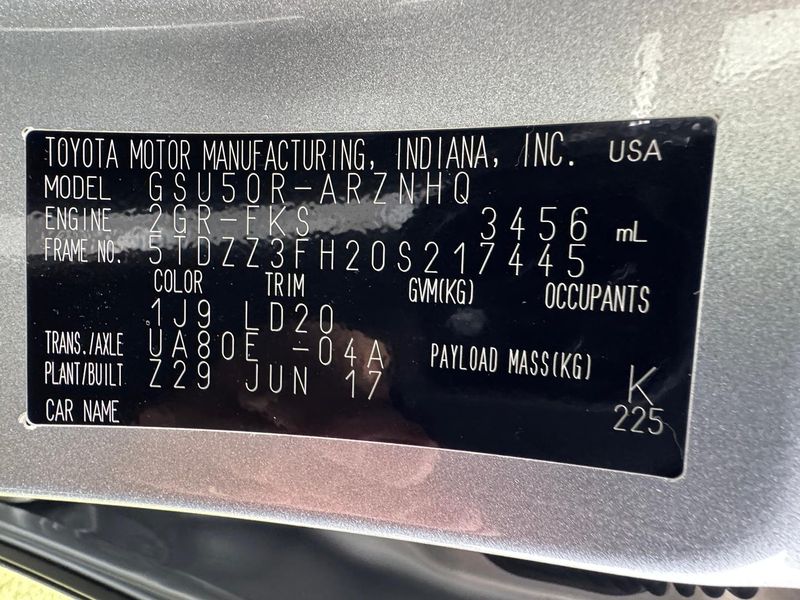 TOYOTA MOTOR MANUFACTURING, INDIANA, INC. USA
MODEL GSU50R-ARZNHQ
ENGINE 2GR-FKS 3456 mL
FRAME NO. 5TDZZ3FH20S217445
COLOR TRIM GVM(KG) OCCUPANTS
1J9 LD20
TRANS./AXLE UA80E -04A PAYLOAD MASS(KG)
PLANT/BUILT Z29 JUN 17 K
CAR NAME 225